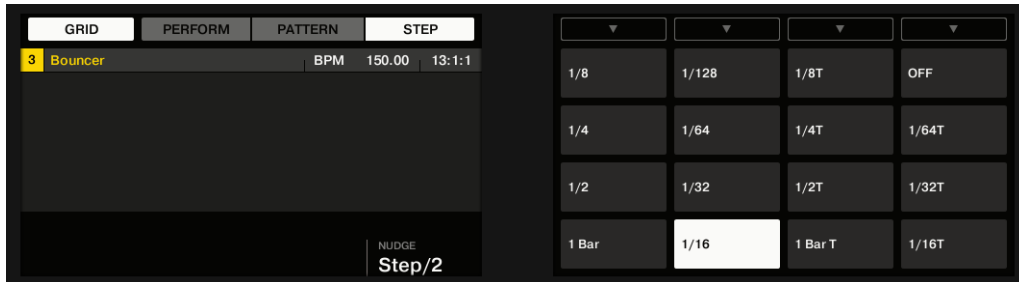 GRID PERFORM PATTERN STEP
3 Bouncer BPM 150.00 13:1:1
NUDGE
Step/2
1/8 1/128 1/8T OFF
1/4 1/64 1/4T 1/64T
1/2 1/32 1/2T 1/32T
1 Bar 1/16 1 Bar T 1/16T